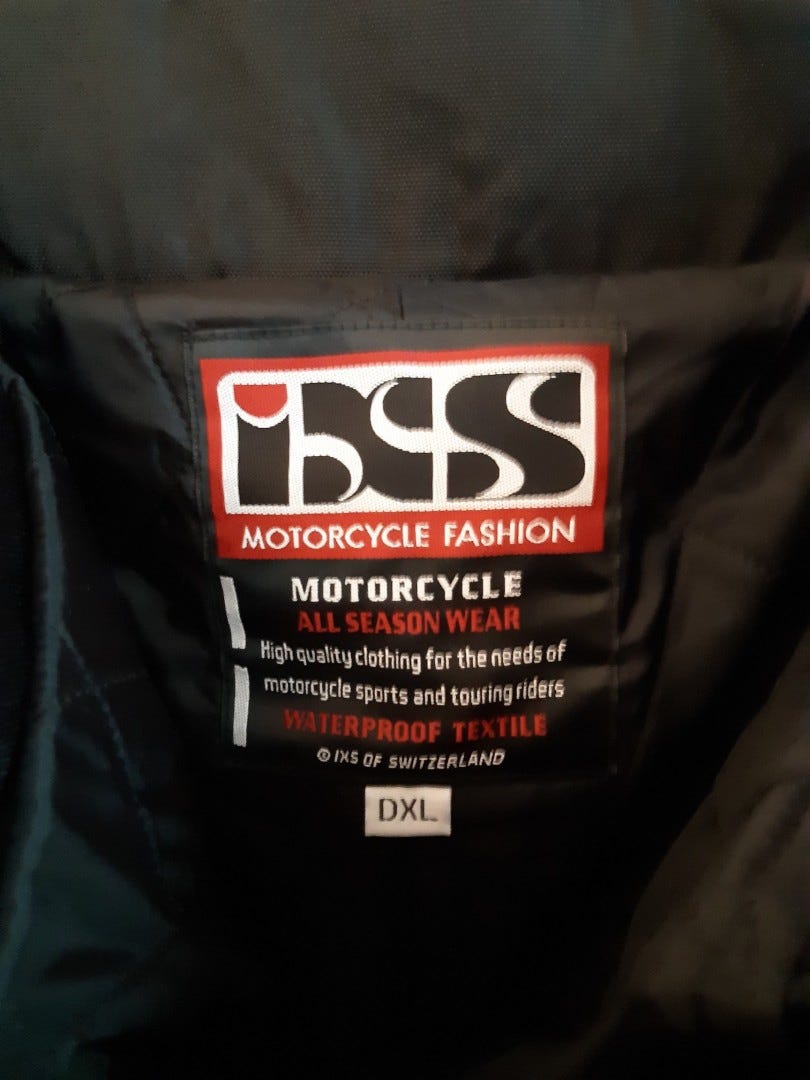 iXS
MOTORCYCLE FASHION
MOTORCYCLE
ALL SEASON WEAR
High quality clothing for the needs of
motorcycle sports and touring riders
WATERPROOF TEXTILE
© IXS OF SWITZERLAND
DXL